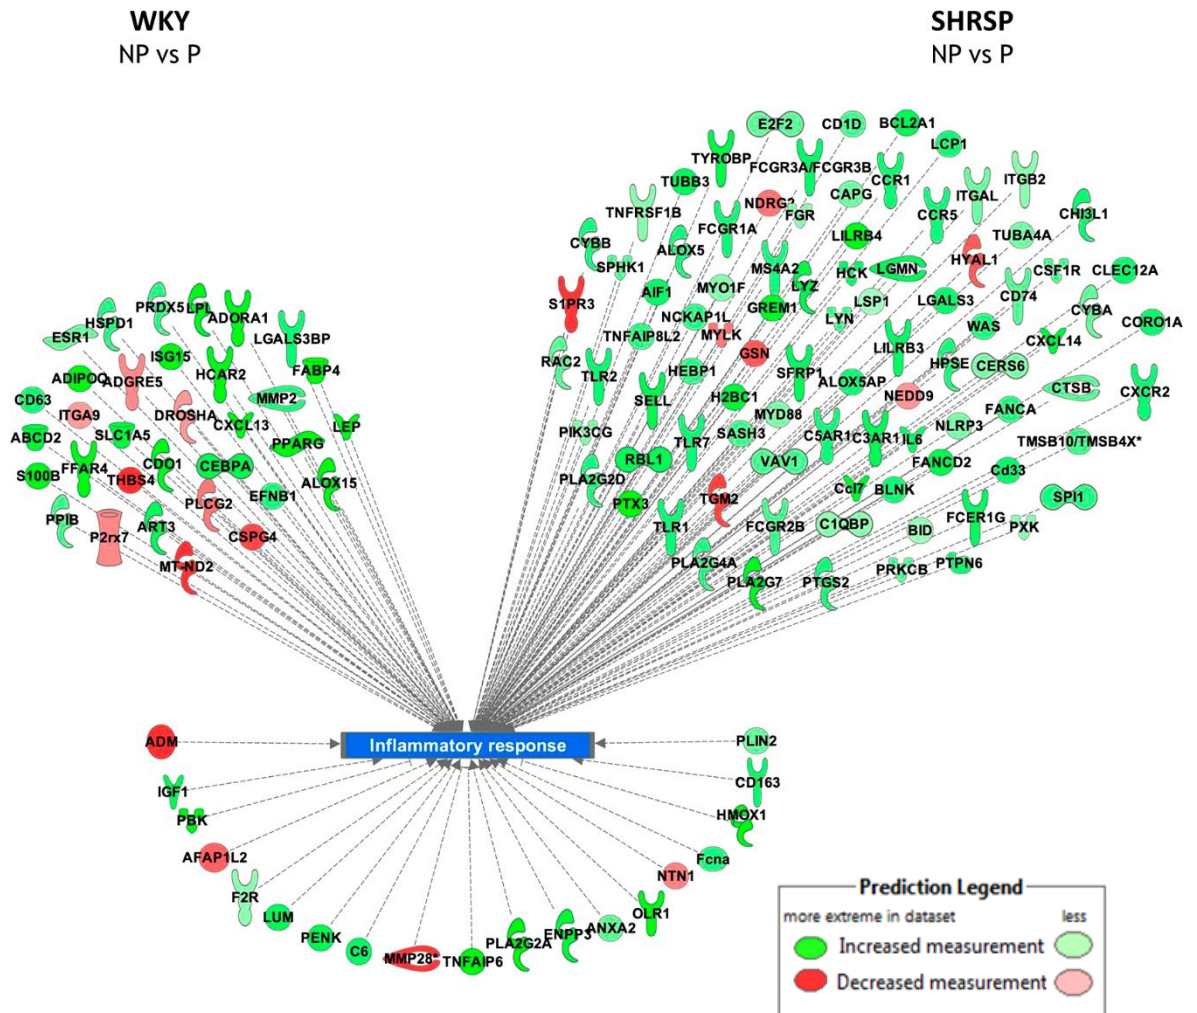 WKY
NP vs P
SHRSP
NP vs P
E2F2
CD1D
BCL2A1
LCP1
TYROBP
FCGR3A/FCGR3B
TUBB3
CCR1
ITGB2
ITGAL
CAPG
TNFRSF1B
NDRG2
FGR
CCR5
CHI3L1
FCGR1A
CYBB
ALOX5
LILRB4
TUBA4A
HYAL1
SPHK1
MS4A2
HCK
LGMN
CSF1R
CLEC12A
S1PR3
AIF1
MYO1F
LYZ
LSP1
LGALS3
CD74
CYBA
GREM1
NCKAP1L
LYN
WAS
CORO1A
TNFAIP8L2
MYLK
CXCL14
RAC2
GSN
LILRB3
HPSE
CERS6
TLR2
HEBP1
SFRP1
ALOX5AP
CTSB
CXCR2
SELL
H2BC1
NEDD9
FANCA
MYD88
NLRP3
PIK3CG
TLR7
SASH3
C5AR1
C3AR1
IL6
TMSB10/TMSB4X*
RBL1
VAV1
FANCD2
Cd33
PLA2G2D
PTX3
TGM2
Ccl7
BLNK
SPI1
TLR1
FCGR2B
C1QBP
BID
FCER1G
PXK
PLA2G4A
PLA2G7
PTGS2
PRKCB
PTPN6
PRDX5
LPL
ADORA1
HSPD1
ESR1
LGALS3BP
ISG15
FABP4
ADIPOQ
ADGRE5
HCAR2
MMP2
CD63
ITGA9
DROSHA
CXCL13
LEP
ABCD2
SLC1A5
PPARG
S100B
FFAR4
CDO1
CEBPA
THBS4
ALOX15
EFNB1
PLCG2
PPIB
ART3
P2rx7
CSPG4
MT-ND2
ADM
Inflammatory response
PLIN2
IGF1
CD163
PBK
HMOX1
AFAP1L2
Fcna
F2R
NTN1
LUM
OLR1
PENK
ANXA2
C6
ENPP3
MMP28*
TNFAIP6
PLA2G2A
Prediction Legend
more extreme in dataset
less
Increased measurement
Decreased measurement